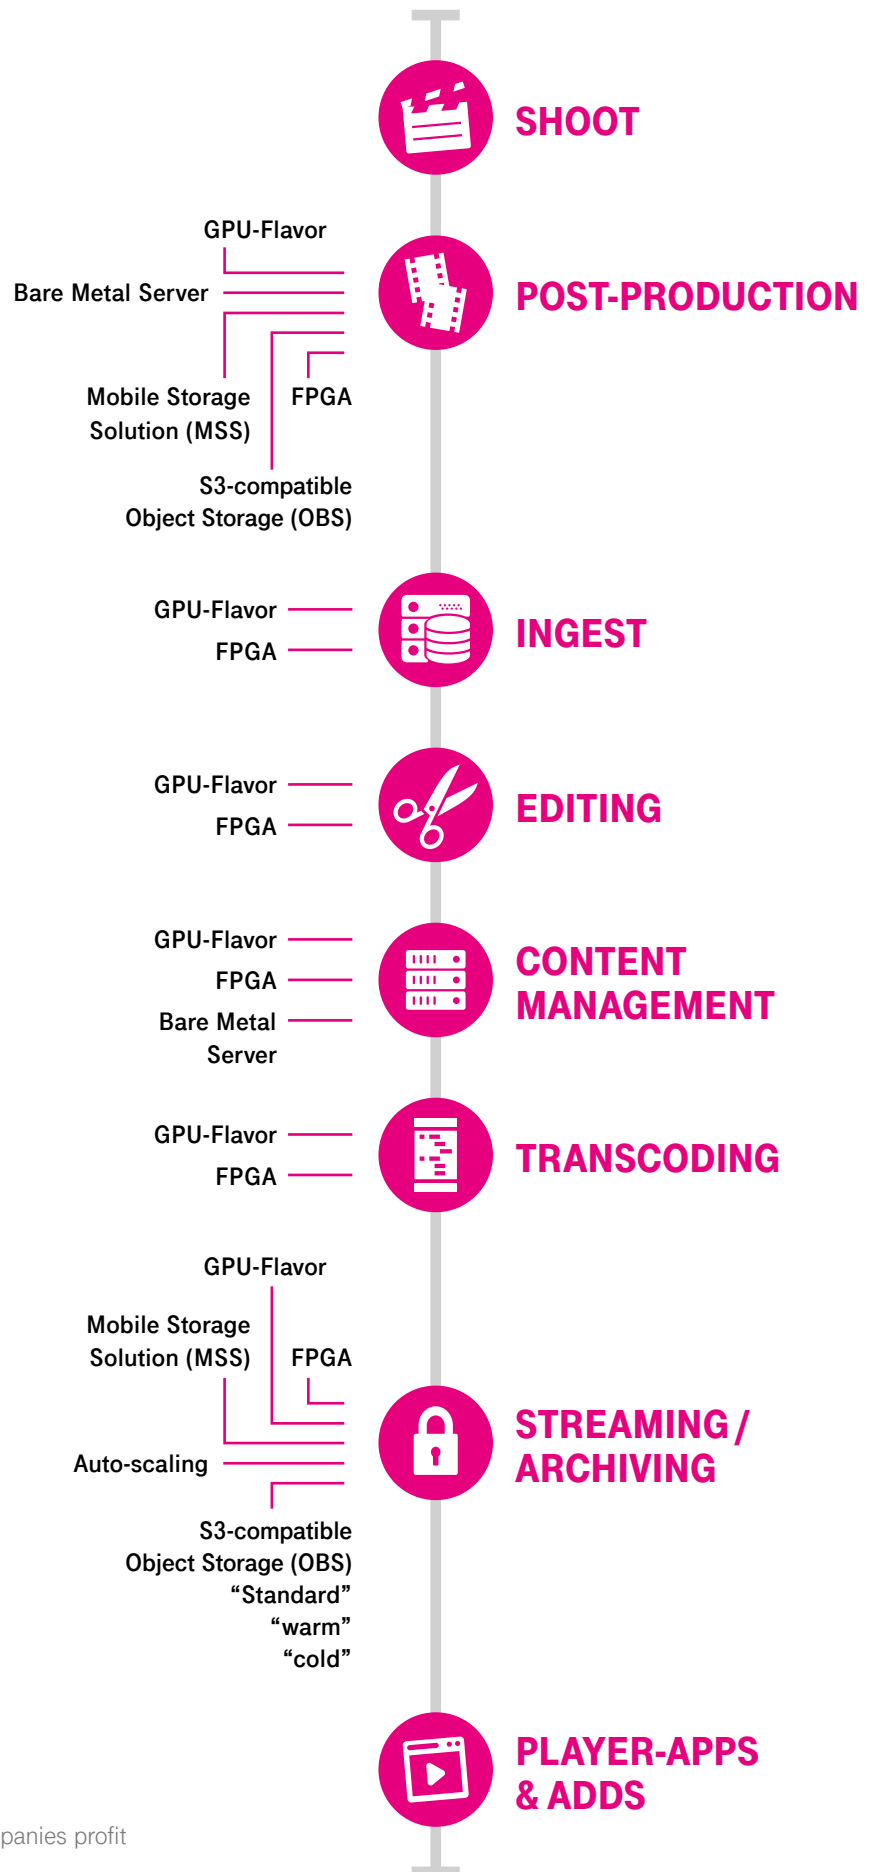 SHOOT
GPU-Flavor
Bare Metal Server
POST-PRODUCTION
Mobile Storage
Solution (MSS)
FPGA
S3-compatible
Object Storage (OBS)
GPU-Flavor
FPGA
INGEST
GPU-Flavor
FPGA
EDITING
GPU-Flavor
FPGA
Bare Metal
Server
CONTENT
MANAGEMENT
GPU-Flavor
FPGA
TRANSCODING
GPU-Flavor
Mobile Storage
Solution (MSS)
FPGA
Auto-scaling
STREAMING /
ARCHIVING
S3-compatible
Object Storage (OBS)
“Standard”
“warm”
“cold”
PLAYER-APPS
& ADDS
panies profit